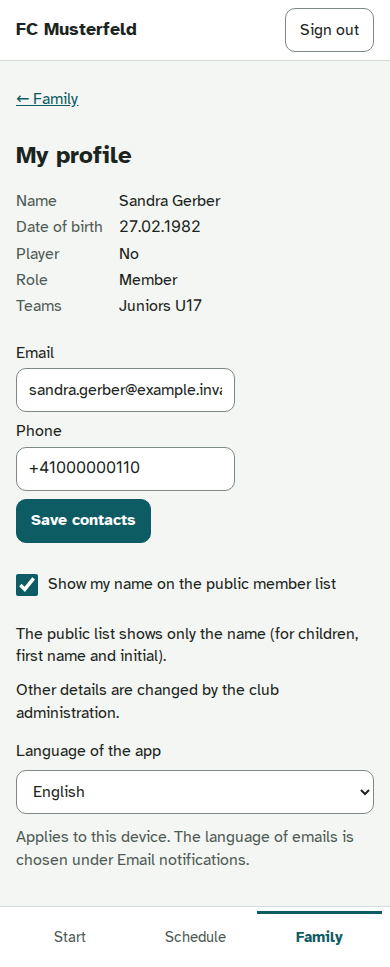 FC Musterfeld
Sign out
← Family
My profile
Name Sandra Gerber
Date of birth 27.02.1982
Player No
Role Member
Teams Juniors U17
Email
sandra.gerber@example.inva
Phone
+41000000110
Save contacts
Show my name on the public member list
The public list shows only the name (for children,
first name and initial).
Other details are changed by the club
administration.
Language of the app
English
Applies to this device. The language of emails is
chosen under Email notifications.
Start Schedule Family